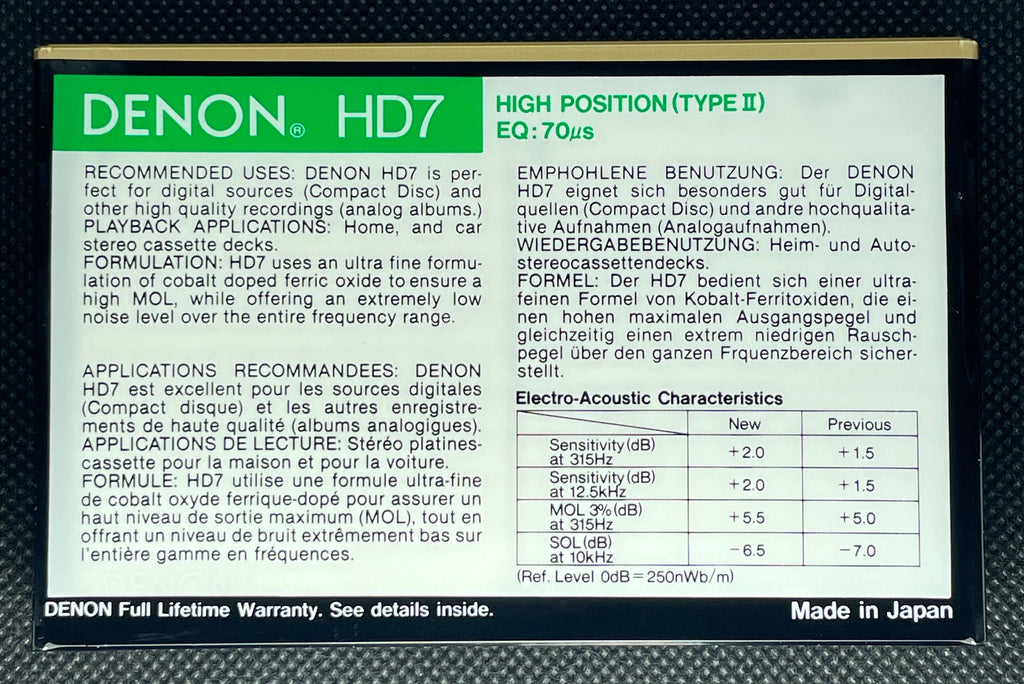 DENON® HD7
HIGH POSITION (TYPE II)
EQ: 70μs
RECOMMENDED USES: DENON HD7 is per-
fect for digital sources (Compact Disc) and
other high quality recordings (analog albums.)
PLAYBACK APPLICATIONS: Home, and car
stereo cassette decks.
FORMULATION: HD7 uses an ultra fine formu-
lation of cobalt doped ferric oxide to ensure a
high MOL, while offering an extremely low
noise level over the entire frequency range.
APPLICATIONS RECOMMANDEES: DENON
HD7 est excellent pour les sources digitales
(Compact disque) et les autres enregistre-
ments de haute qualité (albums analogiques).
APPLICATIONS DE LECTURE: Stéréo platines-
cassette pour la maison et pour la voiture.
FORMULE: HD7 utilise une formule ultra-fine
de cobalt oxyde ferrique-dopé pour assurer un
haut niveau de sortie maximum (MOL), tout en
offrant un niveau de bruit extrêmement bas sur
l'entière gamme en fréquences.
EMPHOHLENE BENUTZUNG: Der DENON
HD7 eignet sich besonders gut für Digital-
quellen (Compact Disc) und andre hochqualita-
tive Aufnahmen (Analogaufnahmen).
WIEDERGABEBENUTZUNG: Heim- und Auto-
stereocassettendecks.
FORMEL: Der HD7 bedient sich einer ultra-
feinen Formel von Kobalt-Ferritoxiden, die ei-
nen hohen maximalen Ausgangspegel und
gleichzeitig einen extrem niedrigen Rausch-
pegel über den ganzen Frquenzbereich sicher-
stellt.
Electro-Acoustic Characteristics
New Previous
Sensitivity (dB)
at 315Hz +2.0 +1.5
Sensitivity (dB)
at 12.5kHz +2.0 +1.5
MOL 3% (dB)
at 315Hz +5.5 +5.0
SOL (dB)
at 10kHz −6.5 −7.0
(Ref. Level 0dB=250nWb/m)
DENON Full Lifetime Warranty. See details inside.
Made in Japan